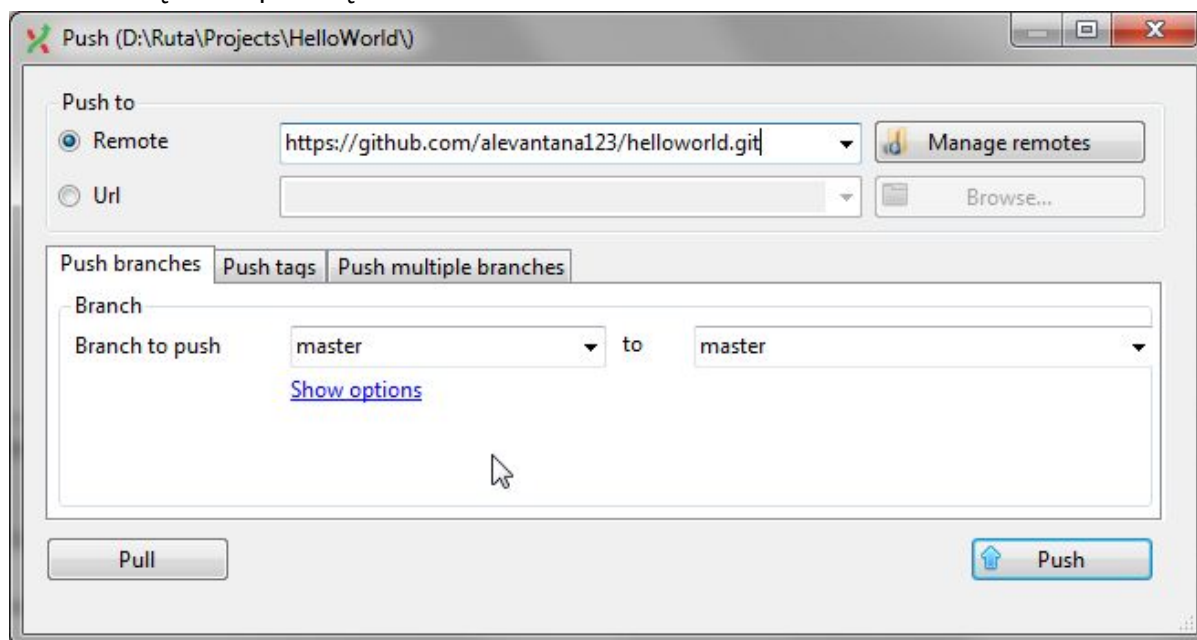 Push (D:\Ruta\Projects\HelloWorld\)
Push to
Remote https://github.com/alevantana123/helloworld.git Manage remotes
Url Browse...
Push branches Push tags Push multiple branches
Branch
Branch to push master to master
Show options
Pull Push